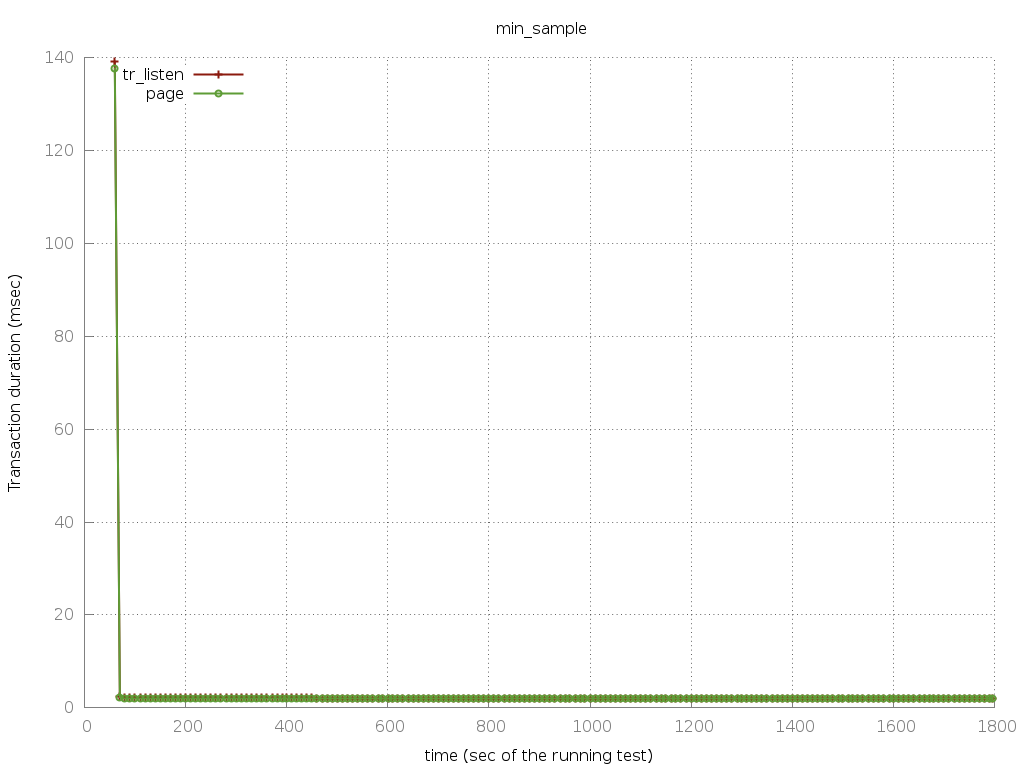 min_sample
140
tr_listen
page
120
100
80
60
40
20
0
Transaction duration (msec)
0 200 400 600 800 1000 1200 1400 1600 1800
time (sec of the running test)